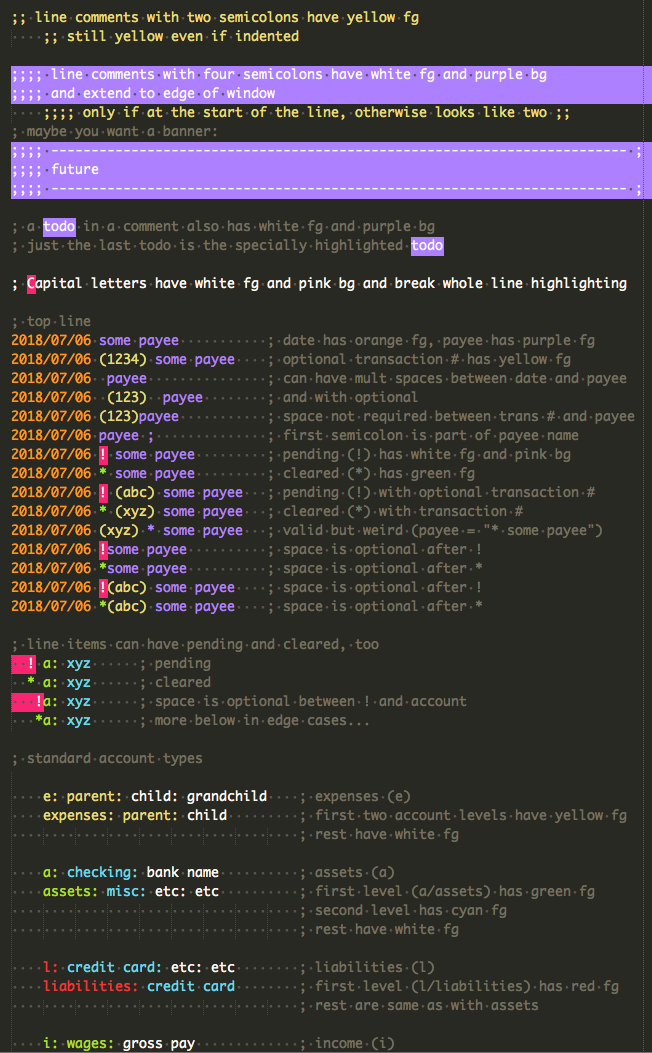 ;; line comments with two semicolons have yellow fg
;; still yellow even if indented
;;;; line comments with four semicolons have white fg and purple bg
;;;; and extend to edge of window
;;;; only if at the start of the line, otherwise looks like two ;;
; maybe you want a banner:
;;;; ------------------------------------------------------------------------ ;
;;;; future
;;;; ------------------------------------------------------------------------ ;
; a todo in a comment also has white fg and purple bg
; just the last todo is the specially highlighted todo
; Capital letters have white fg and pink bg and break whole line highlighting
; top line
2018/07/06 some payee ; date has orange fg, payee has purple fg
2018/07/06 (1234) some payee ; optional transaction # has yellow fg
2018/07/06  payee ; can have mult spaces between date and payee
2018/07/06  (123)  payee ; and with optional
2018/07/06 (123)payee ; space not required between trans # and payee
2018/07/06 payee ; ; first semicolon is part of payee name
2018/07/06 ! some payee ; pending (!) has white fg and pink bg
2018/07/06 * some payee ; cleared (*) has green fg
2018/07/06 ! (abc) some payee ; pending (!) with optional transaction #
2018/07/06 * (xyz) some payee ; cleared (*) with transaction #
2018/07/06 (xyz) * some payee ; valid but weird (payee = "* some payee")
2018/07/06 !some payee ; space is optional after !
2018/07/06 *some payee ; space is optional after *
2018/07/06 !(abc) some payee ; space is optional after !
2018/07/06 *(abc) some payee ; space is optional after *
; line items can have pending and cleared, too
! a: xyz ; pending
* a: xyz ; cleared
!a: xyz ; space is optional between ! and account
*a: xyz ; more below in edge cases...
; standard account types
e: parent: child: grandchild ; expenses (e)
expenses: parent: child ; first two account levels have yellow fg
; rest have white fg
a: checking: bank name ; assets (a)
assets: misc: etc: etc ; first level (a/assets) has green fg
; second level has cyan fg
; rest have white fg
l: credit card: etc: etc ; liabilities (l)
liabilities: credit card ; first level (l/liabilities) has red fg
; rest are same as with assets
i: wages: gross pay ; income (i)